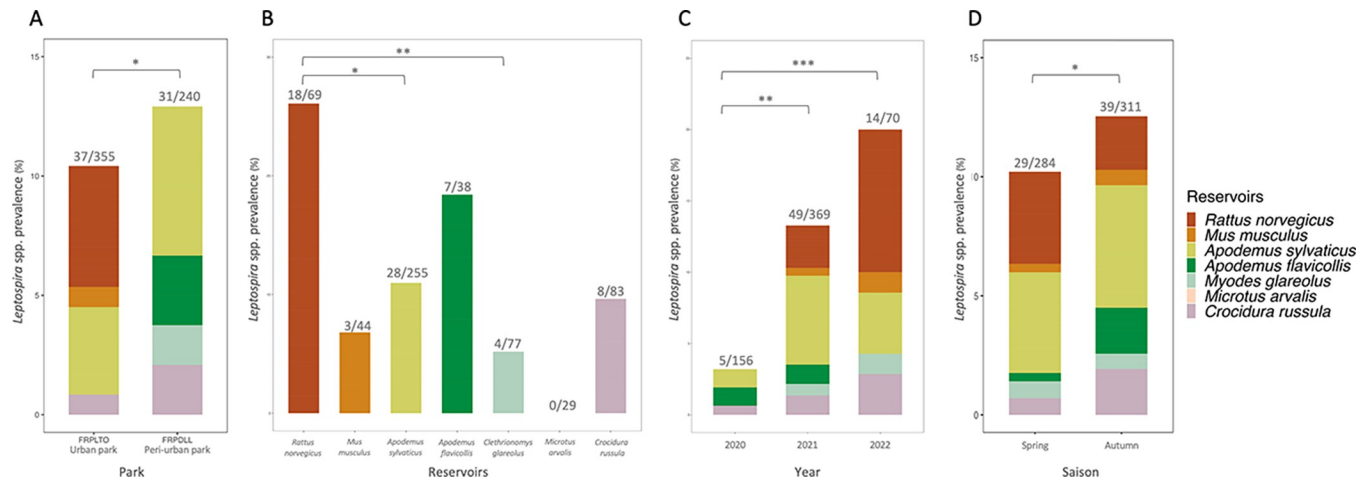 A
B
C
D
Leptospira spp. prevalence (%)
15
10
5
0
*
37/355
31/240
FRPLTO
Urban park
FRPDLL
Peri-urban park
Park
Leptospira spp. prevalence (%)
**
*
18/69
3/44
28/255
7/38
4/77
0/29
8/83
Rattus
norvegicus
Mus
musculus
Apodemus
sylvaticus
Apodemus
flavicollis
Clethrionomys
glareolus
Microtus
arvalis
Crocidura
russula
Reservoirs
Leptospira spp. prevalence (%)
***
**
5/156
49/369
14/70
2020
2021
2022
Year
Leptospira spp. prevalence (%)
15
10
5
0
*
29/284
39/311
Spring
Autumn
Saison
Reservoirs
Rattus norvegicus
Mus musculus
Apodemus sylvaticus
Apodemus flavicollis
Myodes glareolus
Microtus arvalis
Crocidura russula